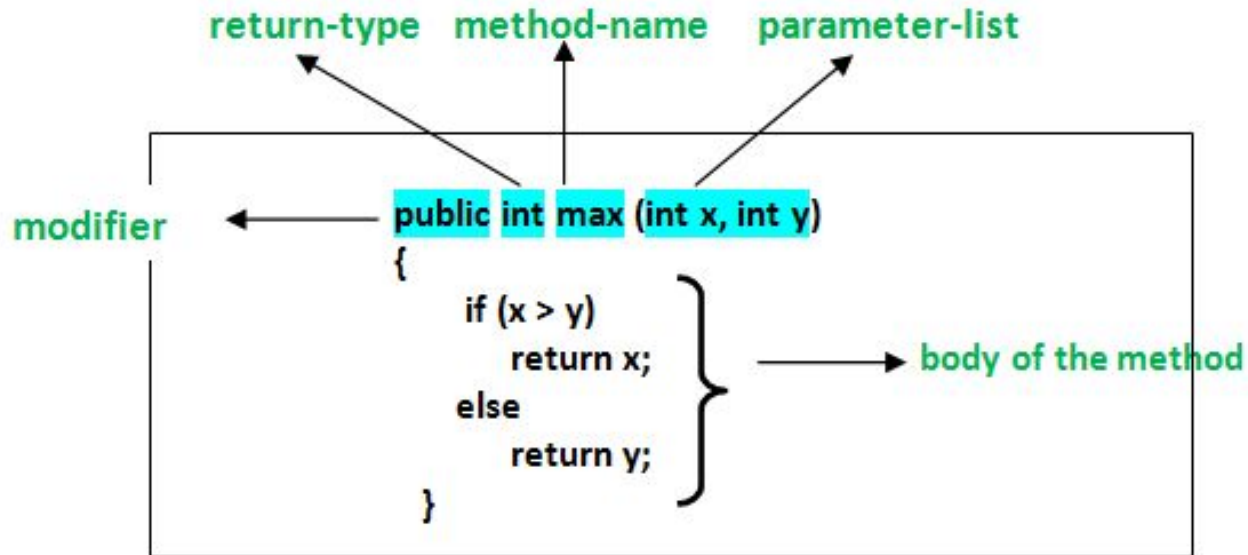 return-type method-name parameter-list
modifier
public int max (int x, int y)
{
if (x > y)
return x;
else
return y;
}
body of the method